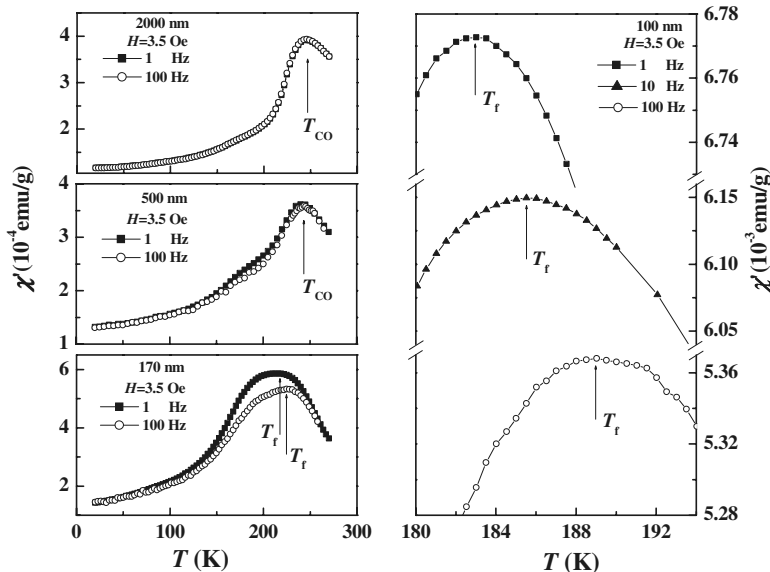 2000 nm
H=3.5 Oe
1 Hz
100 Hz
T_CO
4
3
2
500 nm
H=3.5 Oe
1 Hz
100 Hz
T_CO
4
3
2
1
170 nm
H=3.5 Oe
1 Hz
100 Hz
T_f
T_f
6
4
2
0
100
200
300
T (K)
χ'(10⁻⁴emu/g)
100 nm
H=3.5 Oe
1 Hz
10 Hz
100 Hz
T_f
T_f
T_f
6.78
6.76
6.74
6.15
6.10
6.05
5.36
5.32
5.28
180
184
188
192
T (K)
χ'(10⁻³emu/g)